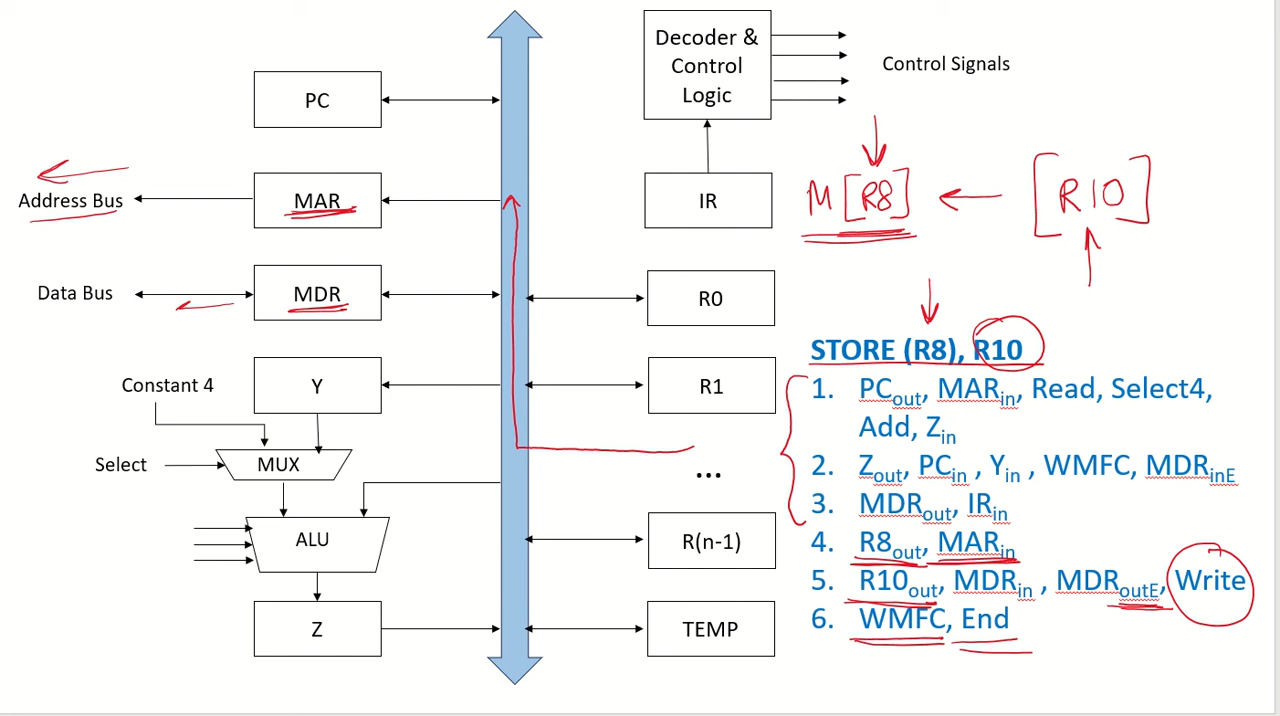 Decoder &
Control
Logic
Control Signals
PC
Address Bus
MAR
IR
M [R8] ← [R10]
Data Bus
MDR
R0
STORE (R8), R10
Constant 4
Y
R1
1. PCout, MARin, Read, Select4,
Add, Zin
Select
MUX
...
2. Zout, PCin , Yin , WMFC, MDRinE
3. MDRout, IRin
ALU
R(n-1)
4. R8out, MARin
5. R10out, MDRin , MDRoutE, Write
6. WMFC, End
Z
TEMP